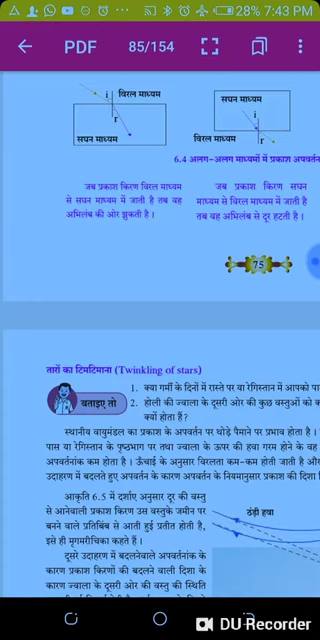 28% 7:43 PM
PDF 85/154
i विरल माध्यम
r
सघन माध्यम
सघन माध्यम
i
r
विरल माध्यम
6.4 अलग-अलग माध्यमों में प्रकाश अपवर्तन
जब प्रकाश किरण विरल माध्यम
से सघन माध्यम में जाती है तब वह
अभिलंब की ओर झुकती है ।
जब प्रकाश किरण सघन
माध्यम से विरल माध्यम में जाती है
तब वह अभिलंब से दूर हटती है ।
75
तारों का टिमटिमाना (Twinkling of stars)
बताइए तो
1. क्या गर्मी के दिनों में रास्ते पर या रेगिस्तान में आपको पा
2. होली की ज्वाला के दूसरी ओर की कुछ वस्तुओं को
क्यों होता हैं?
स्थानीय वायुमंडल का प्रकाश के अपवर्तन पर थोड़े पैमाने पर प्रभाव होता है ।
पास या रेगिस्तान के पृष्ठभाग पर तथा ज्वाला के ऊपर की हवा गरम होने के वह
अपवर्तनांक कम होता है । ऊँचाई के अनुसार विरलता कम-कम होती जाती है और
उदाहरण में बदलते हुए अपवर्तन के कारण अपवर्तन के नियमानुसार प्रकाश की दिशा
आकृति 6.5 में दर्शाए अनुसार दूर की वस्तु
से आनेवाली प्रकाश किरण उस वस्तुके जमीन पर
बनने वाले प्रतिबिंब से आती हुई प्रतीत होती है,
इसे ही मृगमरीचिका कहते हैं ।
ठंड़ी हवा
दूसरे उदाहरण में बदलनेवाले अपवर्तनांक के
कारण प्रकाश किरणों की बदलने वाली दिशा के
कारण ज्वाला के दूसरी ओर की वस्तु की स्थिति
DU Recorder